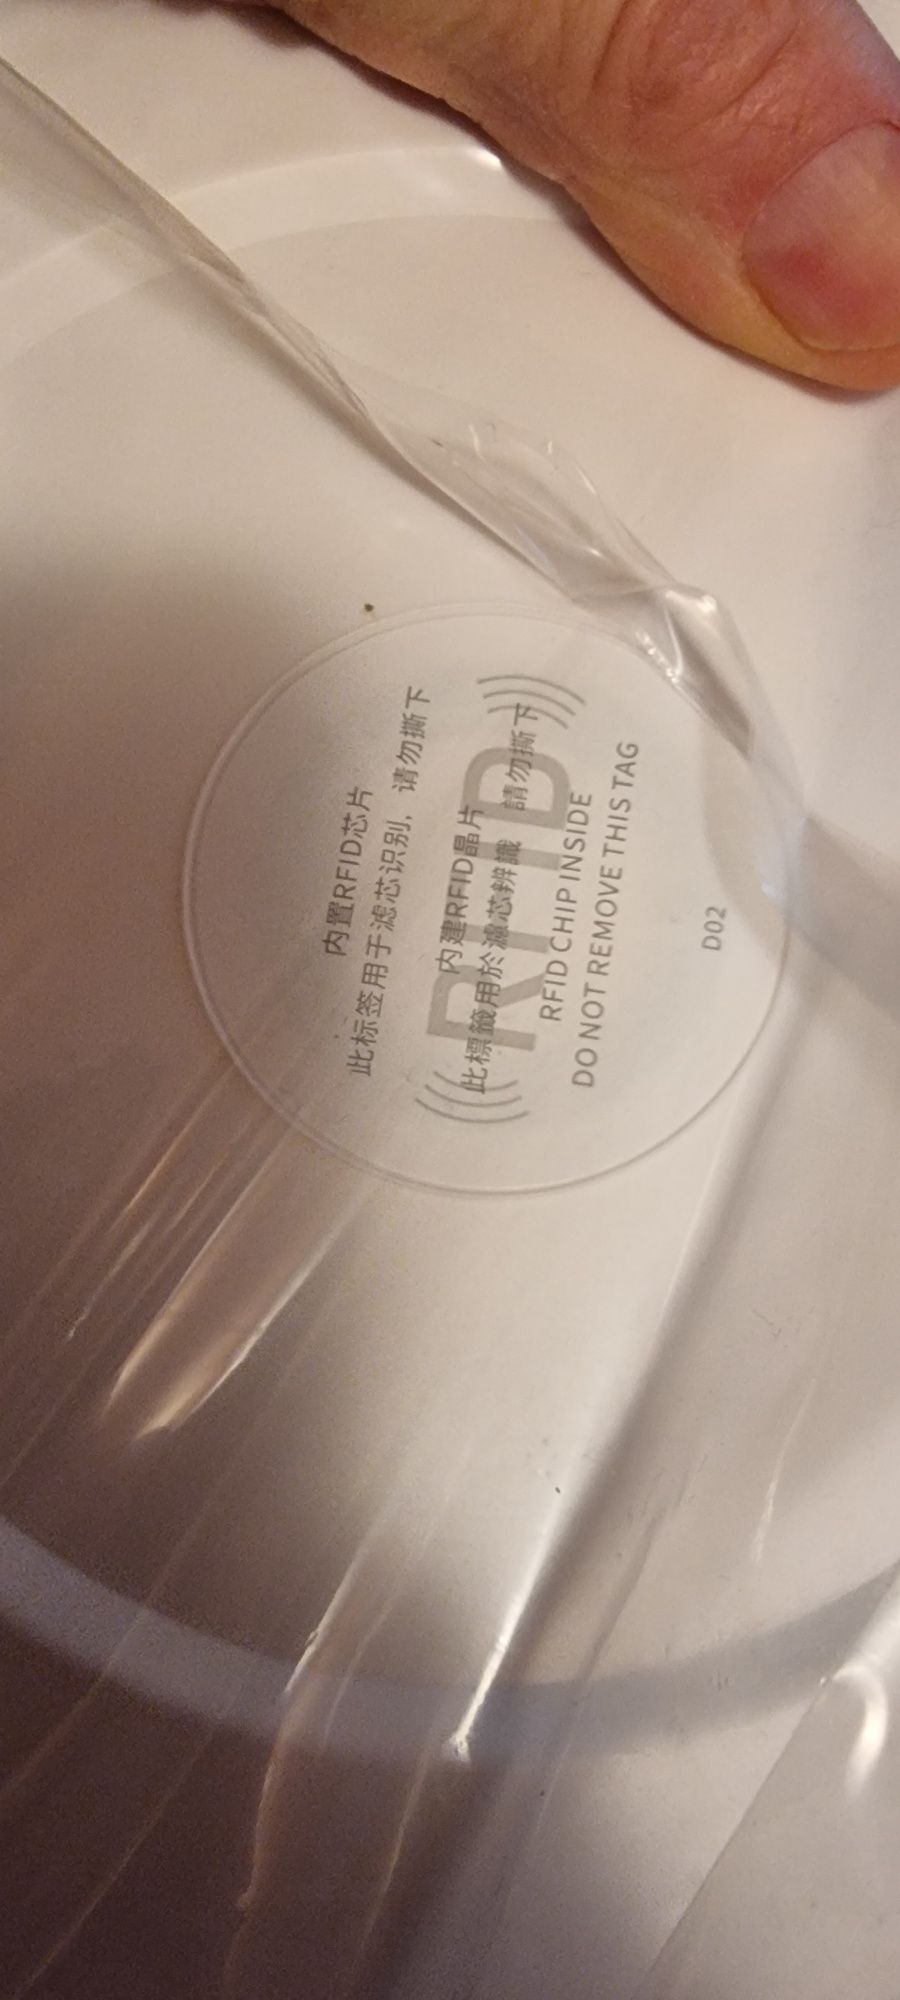 内置RFID芯片
此标签用于滤芯识别，请勿撕下
内建RFID晶片
此標籤用於濾芯辨識 請勿撕下
RFID
RFID CHIP INSIDE
DO NOT REMOVE THIS TAG
D02